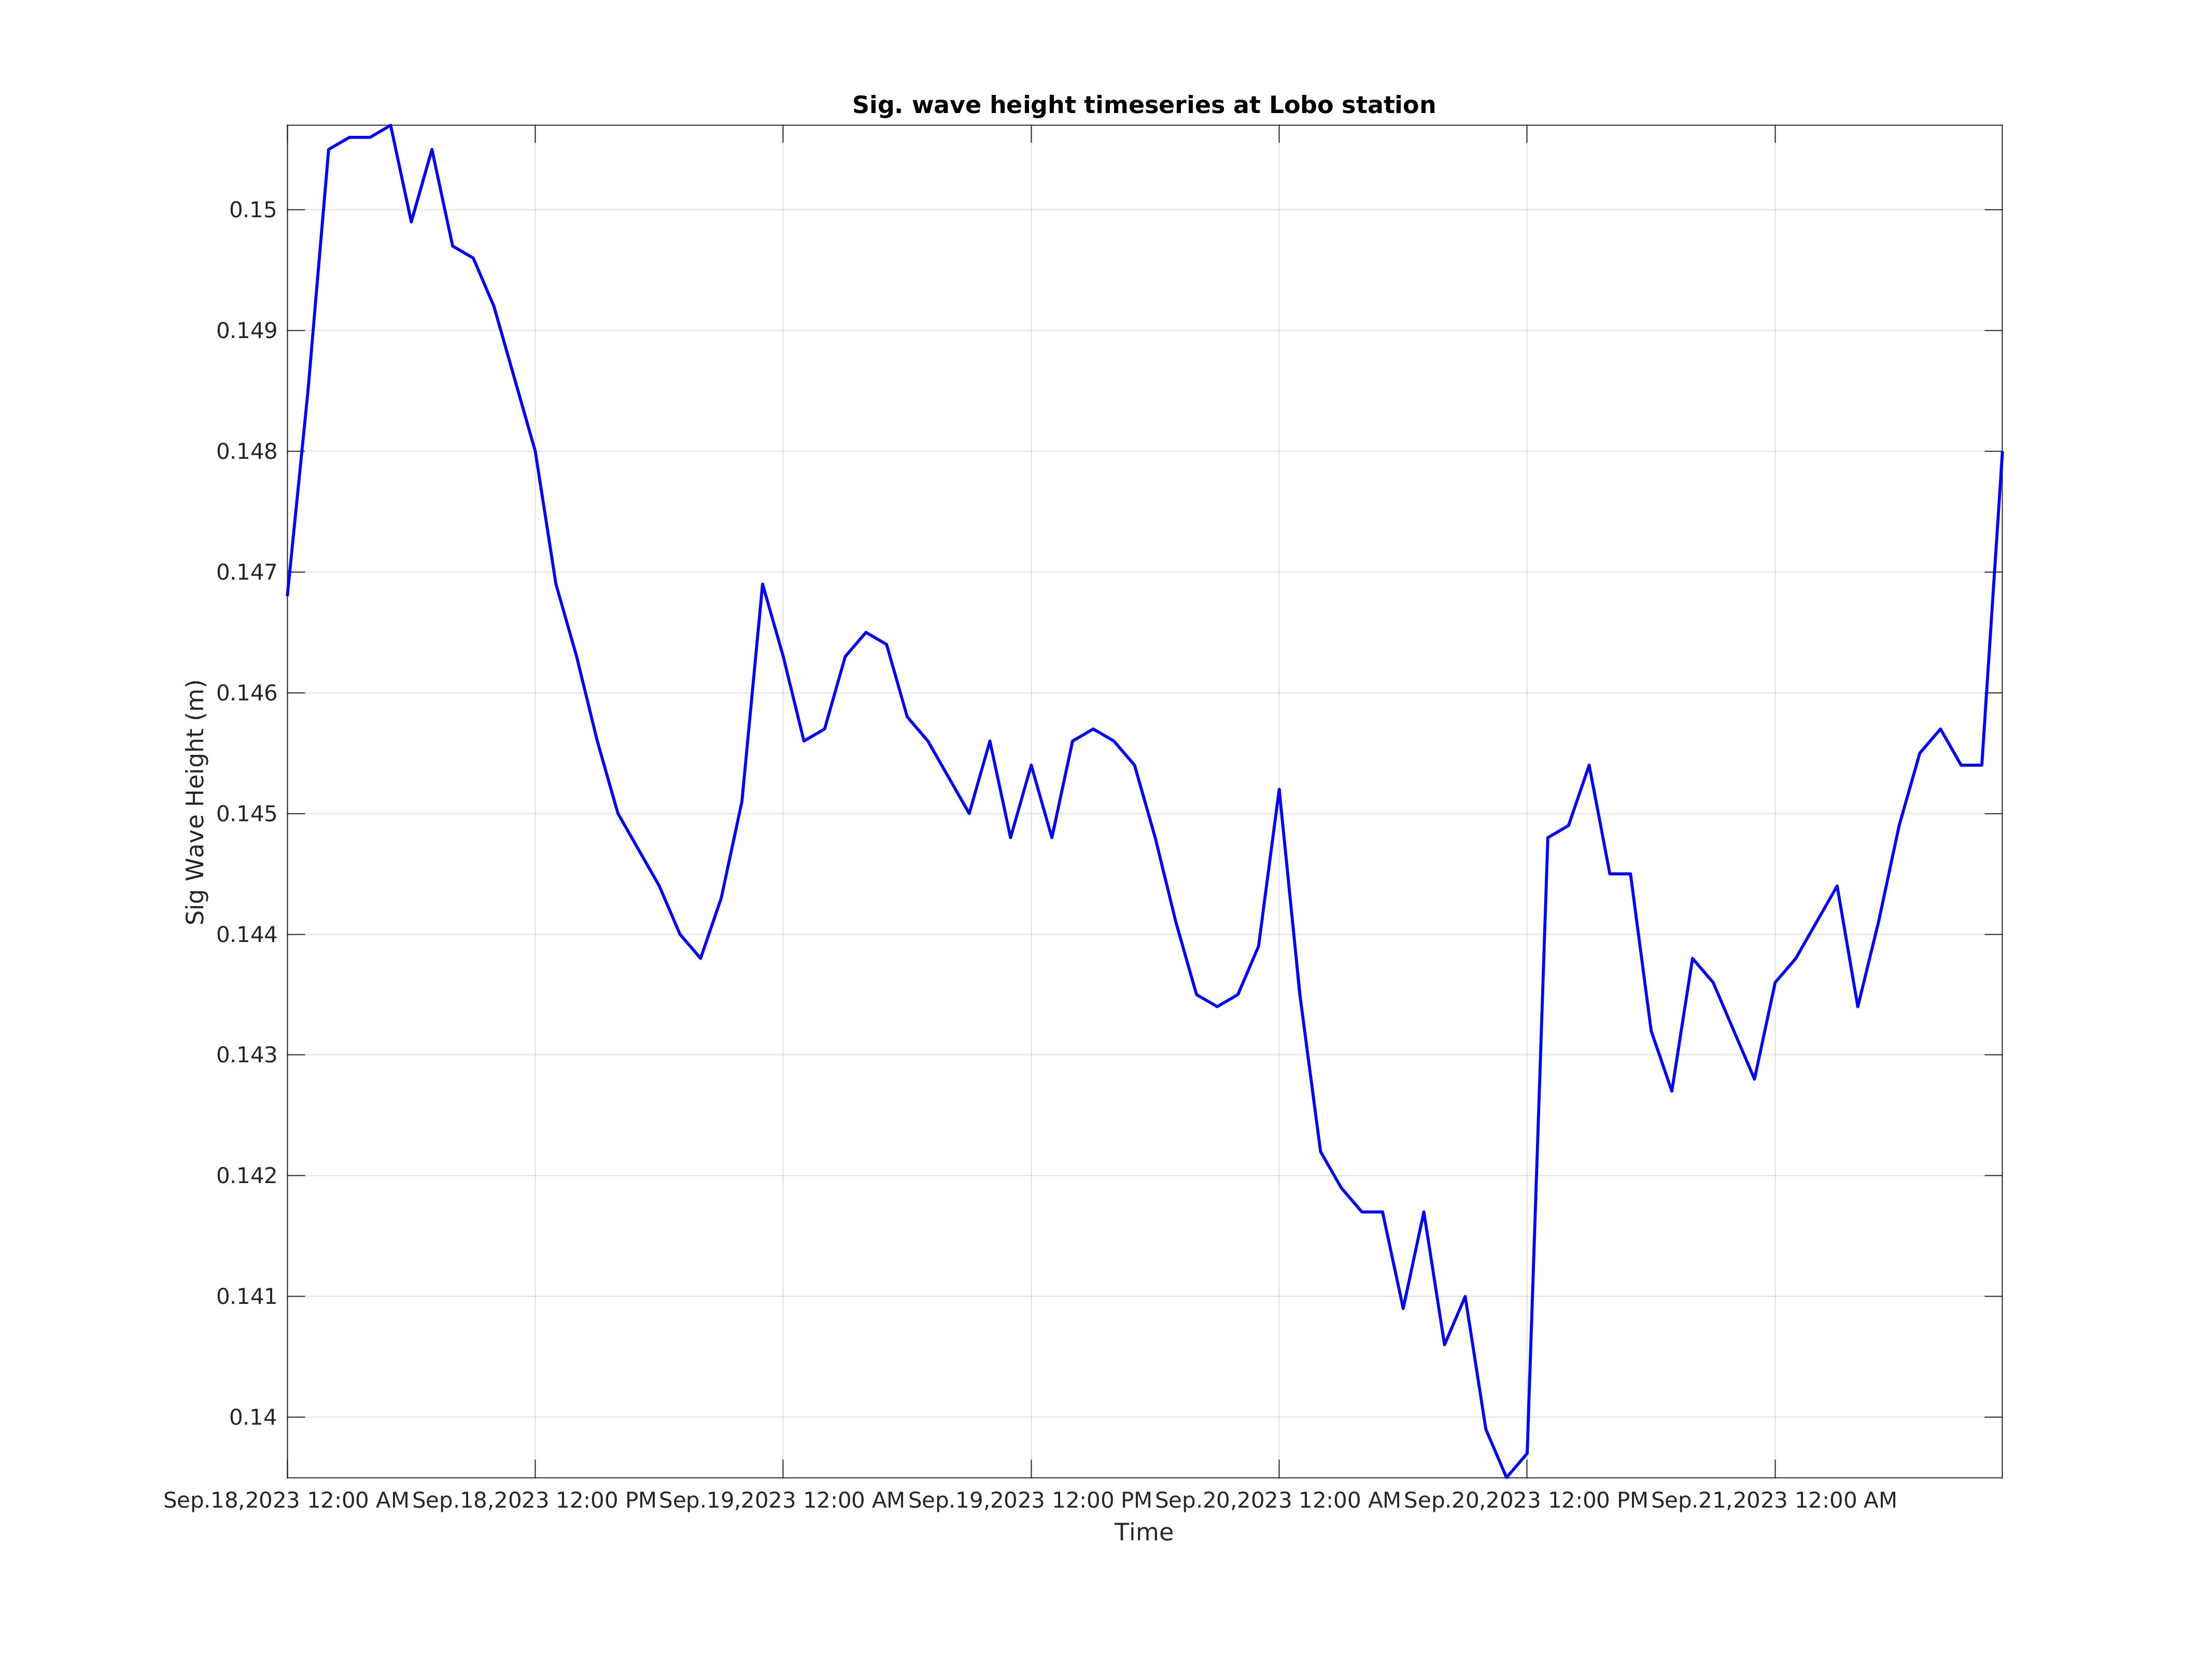 Sig. wave height timeseries at Lobo station
0.15
0.149
0.148
0.147
0.146
0.145
0.144
0.143
0.142
0.141
0.14
Sig Wave Height (m)
Sep.18,2023 12:00 AM Sep.18,2023 12:00 PM Sep.19,2023 12:00 AM Sep.19,2023 12:00 PM Sep.20,2023 12:00 AM Sep.20,2023 12:00 PM Sep.21,2023 12:00 AM
Time